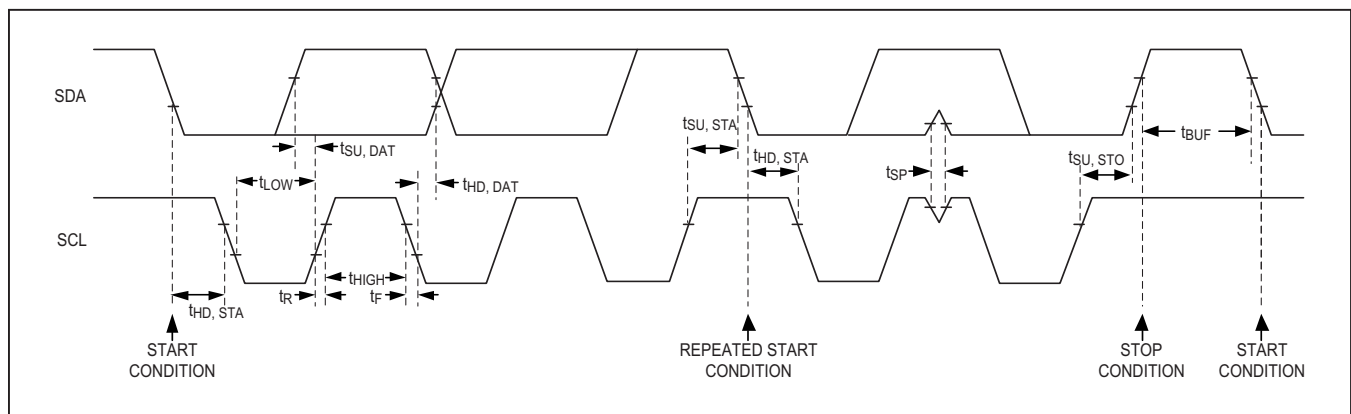 SDA
tSU, STA
tSU, DAT
tBUF
tLOW
tHD, STA
tSP
tSU, STO
tHD, DAT
SCL
tHIGH
tR
tF
tHD, STA
START
CONDITION
REPEATED START
CONDITION
STOP
CONDITION
START
CONDITION